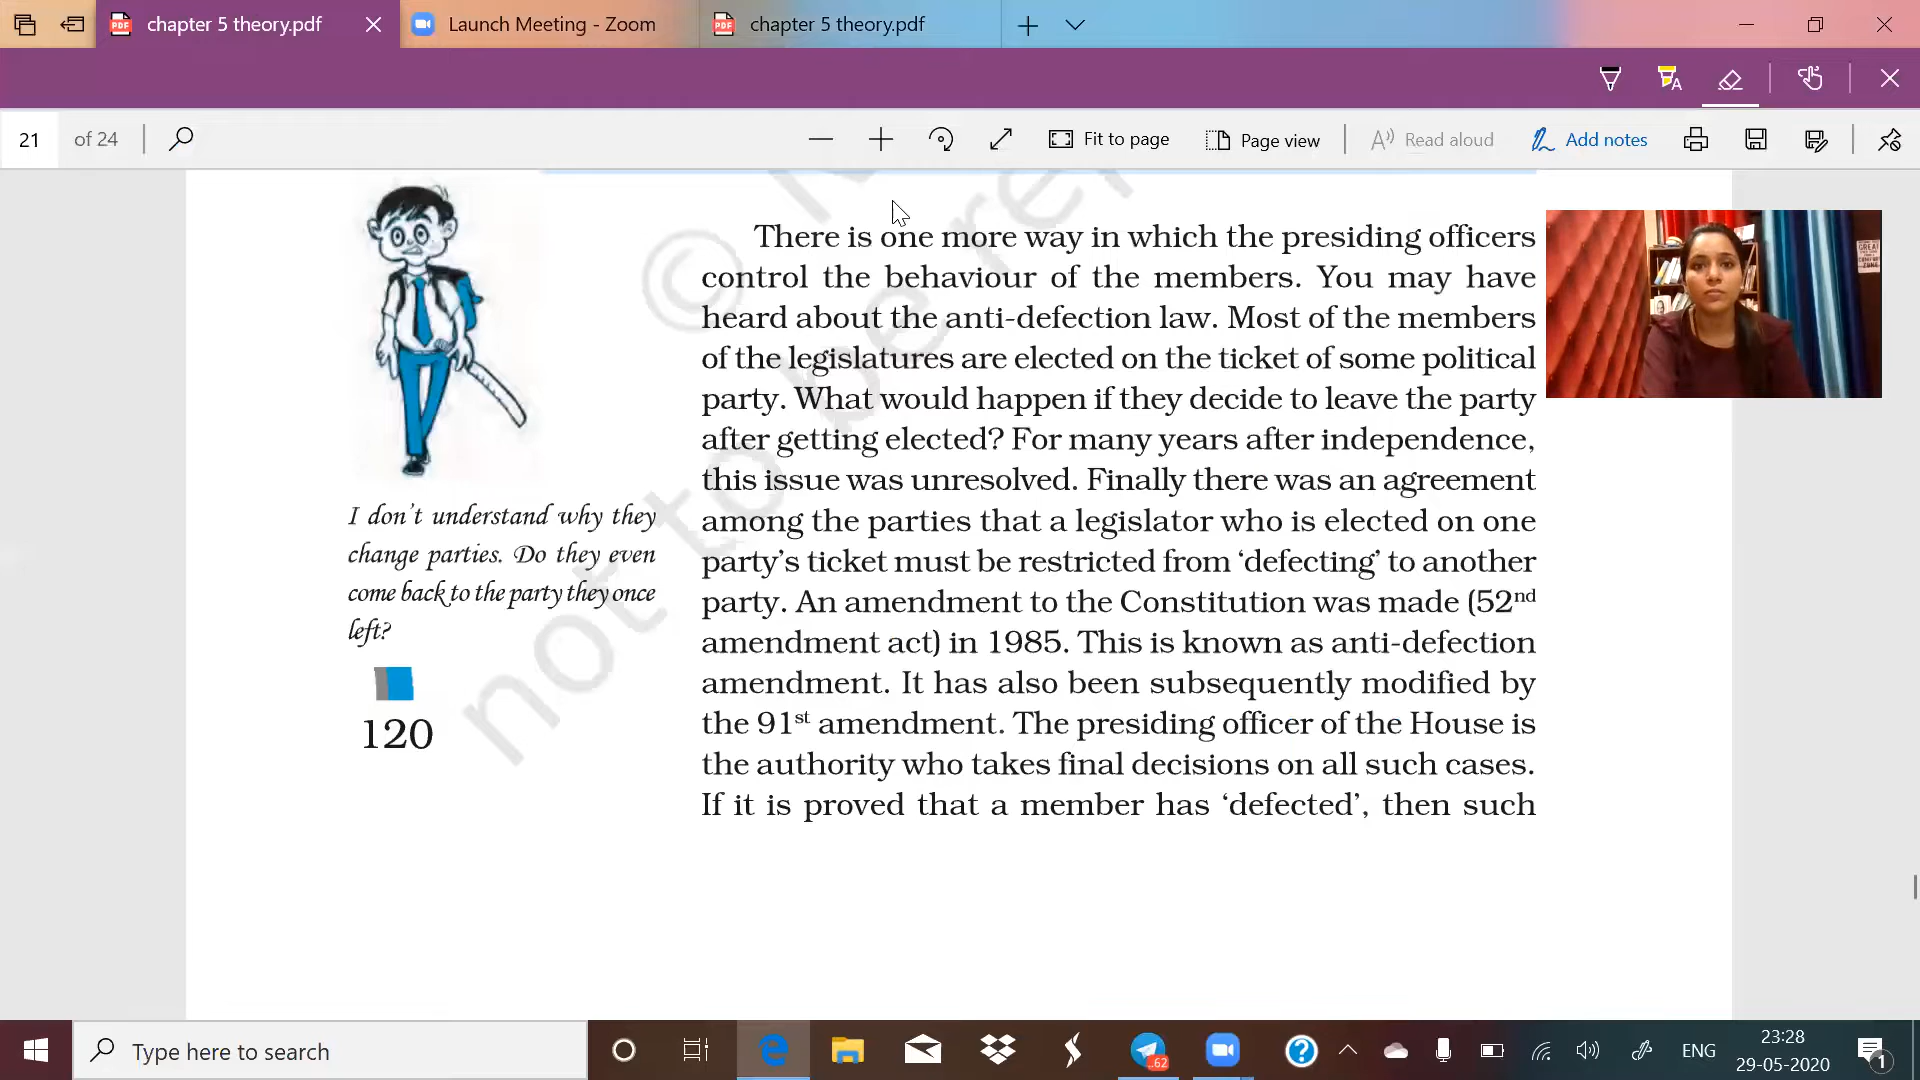 chapter 5 theory.pdf
Launch Meeting - Zoom
chapter 5 theory.pdf
21 of 24
Fit to page
Page view
Read aloud
Add notes
There is one more way in which the presiding officers
control the behaviour of the members. You may have
heard about the anti-defection law. Most of the members
of the legislatures are elected on the ticket of some political
party. What would happen if they decide to leave the party
after getting elected? For many years after independence,
this issue was unresolved. Finally there was an agreement
among the parties that a legislator who is elected on one
party's ticket must be restricted from ‘defecting’ to another
party. An amendment to the Constitution was made (52nd
amendment act) in 1985. This is known as anti-defection
amendment. It has also been subsequently modified by
the 91st amendment. The presiding officer of the House is
the authority who takes final decisions on all such cases.
If it is proved that a member has ‘defected’, then such
I don't understand why they
change parties. Do they even
come back to the party they once
left?
120
©
not to be re
GREAT
ZONE
Type here to search
62
ENG
23:28
29-05-2020
1